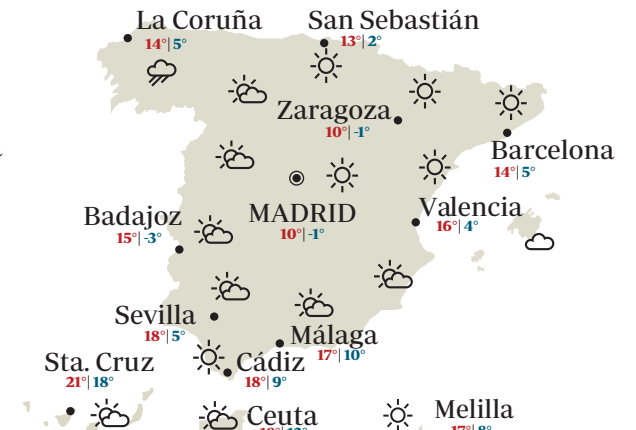 La Coruña
14°|5°
San Sebastián
13°|2°
Zaragoza
10°|-1°
Barcelona
14°|5°
MADRID
10°|-1°
Valencia
16°|4°
Badajoz
15°|-3°
Sevilla
18°|5°
Málaga
17°|10°
Cádiz
18°|9°
Sta. Cruz
21°|18°
Ceuta
Melilla
17°|8°